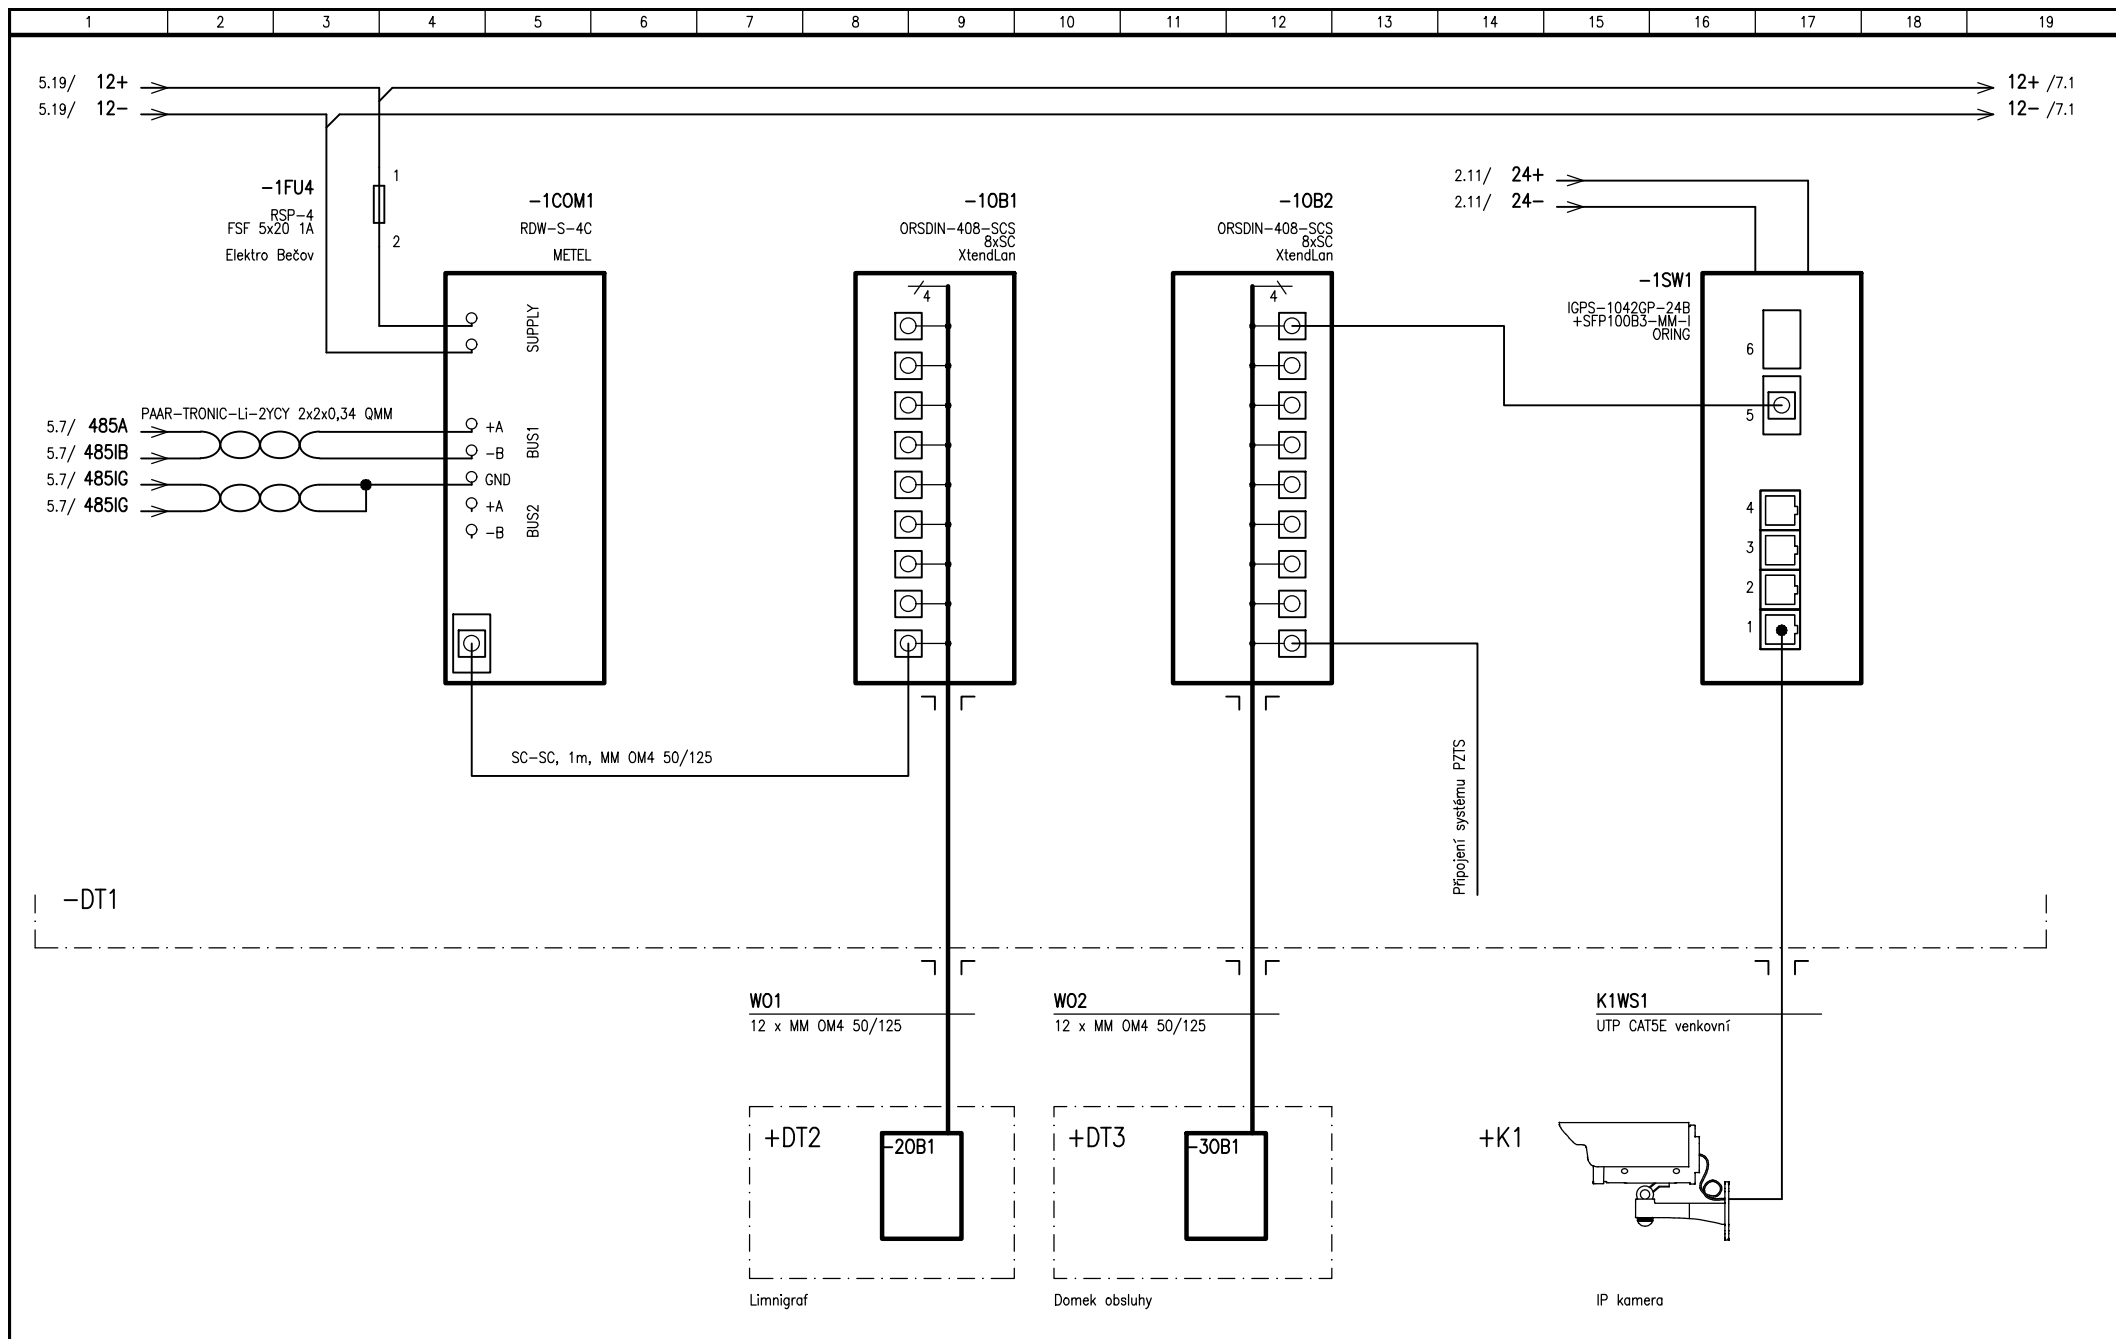 1 2 3 4 5 6 7 8 9 10 11 12 13 14 15 16 17 18 19
5.19/ 12+
12+ /7.1
5.19/ 12-
12- /7.1
-1FU4
RSP-4
FSF 5x20 1A
Elektro Bečov
1
2
-1COM1
RDW-S-4C
METEL
SUPPLY
+A
-B
BUS1
GND
+A
-B
BUS2
PAAR-TRONIC-Li-2YCY 2x2x0,34 QMM
5.7/ 485A
5.7/ 485IB
5.7/ 485IG
5.7/ 485IG
-1OB1
ORSDIN-408-SCS
8xSC
XtendLan
4
-1OB2
ORSDIN-408-SCS
8xSC
XtendLan
4
2.11/ 24+
2.11/ 24-
-1SW1
IGPS-1042GP-24B
+SFP100B3-MM-I
ORING
6
5
4
3
2
1
SC-SC, 1m, MM OM4 50/125
Připojení systému PZTS
-DT1
WO1
12 x MM OM4 50/125
WO2
12 x MM OM4 50/125
K1WS1
UTP CAT5E venkovní
+DT2
-2OB1
+DT3
-3OB1
+K1
Limnigraf
Domek obsluhy
IP kamera